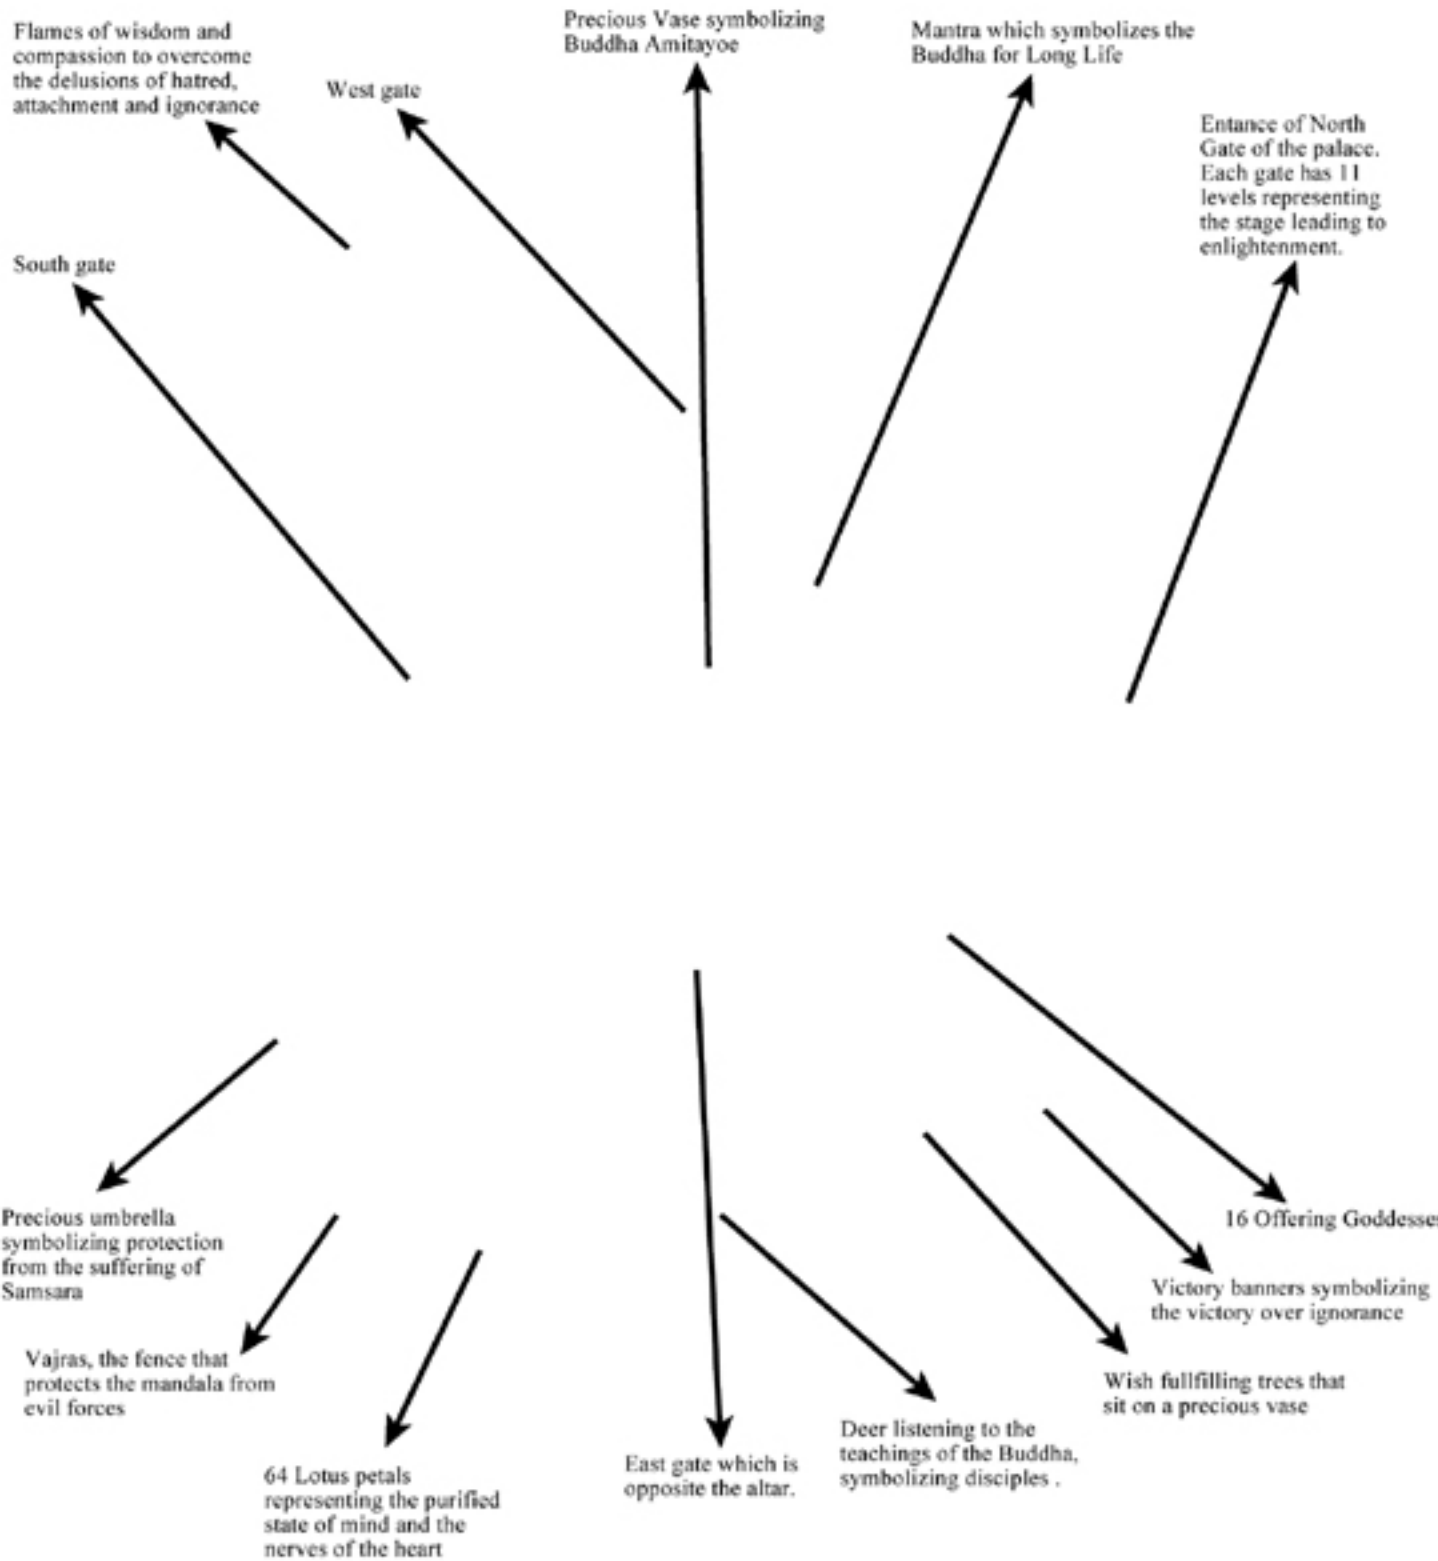 Flames of wisdom and
compassion to overcome
the delusions of hatred,
attachment and ignorance
West gate
Precious Vase symbolizing
Buddha Amitayoe
Mantra which symbolizes the
Buddha for Long Life
Entance of North
Gate of the palace.
Each gate has 11
levels representing
the stage leading to
enlightenment.
South gate
Precious umbrella
symbolizing protection
from the suffering of
Samsara
Vajras, the fence that
protects the mandala from
evil forces
64 Lotus petals
representing the purified
state of mind and the
nerves of the heart
East gate which is
opposite the altar.
Deer listening to the
teachings of the Buddha,
symbolizing disciples .
Wish fullfilling trees that
sit on a precious vase
Victory banners symbolizing
the victory over ignorance
16 Offering Goddesses